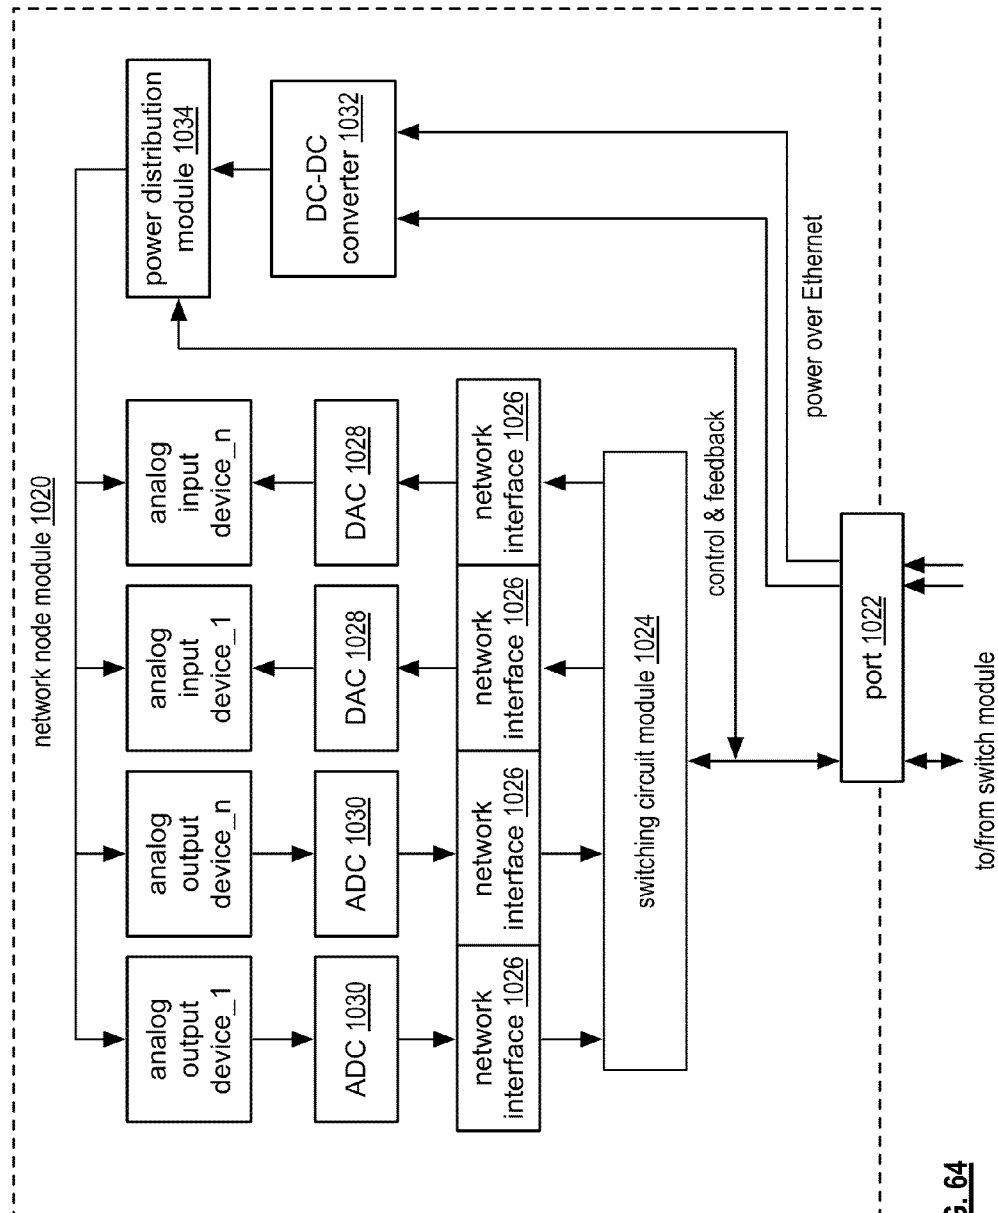 network node module 1020
analog
output
device_1
analog
output
device_n
analog
input
device_1
analog
input
device_n
power distribution
module 1034
ADC 1030
ADC 1030
DAC 1028
DAC 1028
DC-DC
converter 1032
network
interface 1026
network
interface 1026
network
interface 1026
network
interface 1026
switching circuit module 1024
control & feedback
power over Ethernet
port 1022
G. 64
to/from switch module